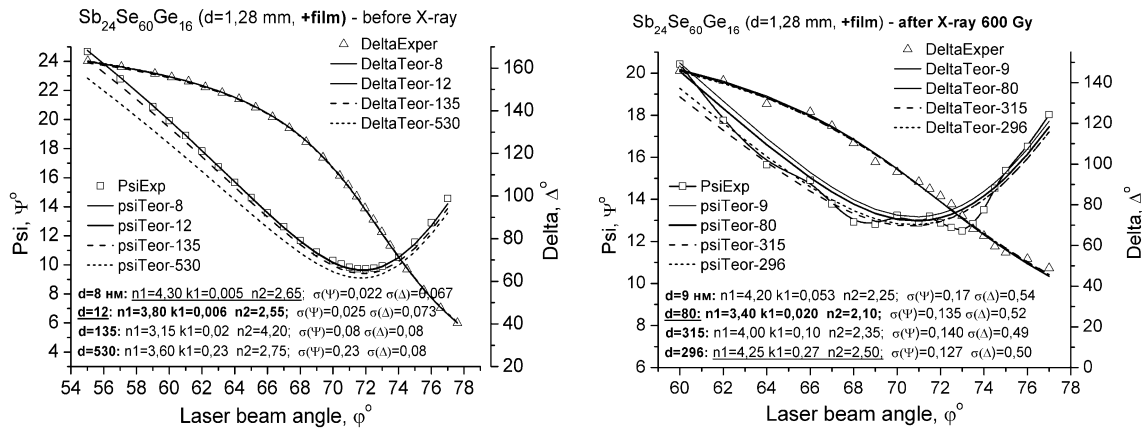 Sb24Se60Ge16 (d=1,28 mm, +film) - before X-ray
24
22
20
18
16
14
12
10
8
6
4
Psi, Ψ°
160
140
120
100
80
60
40
20
Delta, Δ°
DeltaExper
DeltaTeor-8
DeltaTeor-12
DeltaTeor-135
DeltaTeor-530
PsiExp
psiTeor-8
psiTeor-12
psiTeor-135
psiTeor-530
d=8 нм: n1=4,30 k1=0,005 n2=2,65; σ(Ψ)=0,022 σ(Δ)=0,067
d=12: n1=3,80 k1=0,006 n2=2,55; σ(Ψ)=0,025 σ(Δ)=0,073
d=135: n1=3,15 k1=0,02 n2=4,20; σ(Ψ)=0,08 σ(Δ)=0,08
d=530: n1=3,60 k1=0,23 n2=2,75; σ(Ψ)=0,23 σ(Δ)=0,08
54 56 58 60 62 64 66 68 70 72 74 76 78
Laser beam angle, φ°
Sb24Se60Ge16 (d=1,28 mm, +film) - after X-ray 600 Gy
20
18
16
14
12
10
8
6
Psi, Ψ°
140
120
100
80
60
40
20
0
Delta, Δ°
DeltaExper
DeltaTeor-9
DeltaTeor-80
DeltaTeor-315
DeltaTeor-296
PsiExp
psiTeor-9
psiTeor-80
psiTeor-315
psiTeor-296
d=9 нм: n1=4,20 k1=0,053 n2=2,25; σ(Ψ)=0,17 σ(Δ)=0,54
d=80: n1=3,40 k1=0,020 n2=2,10; σ(Ψ)=0,135 σ(Δ)=0,52
d=315: n1=4,00 k1=0,10 n2=2,35; σ(Ψ)=0,140 σ(Δ)=0,49
d=296: n1=4,25 k1=0,27 n2=2,50; σ(Ψ)=0,127 σ(Δ)=0,50
60 62 64 66 68 70 72 74 76 78
Laser beam angle, φ°